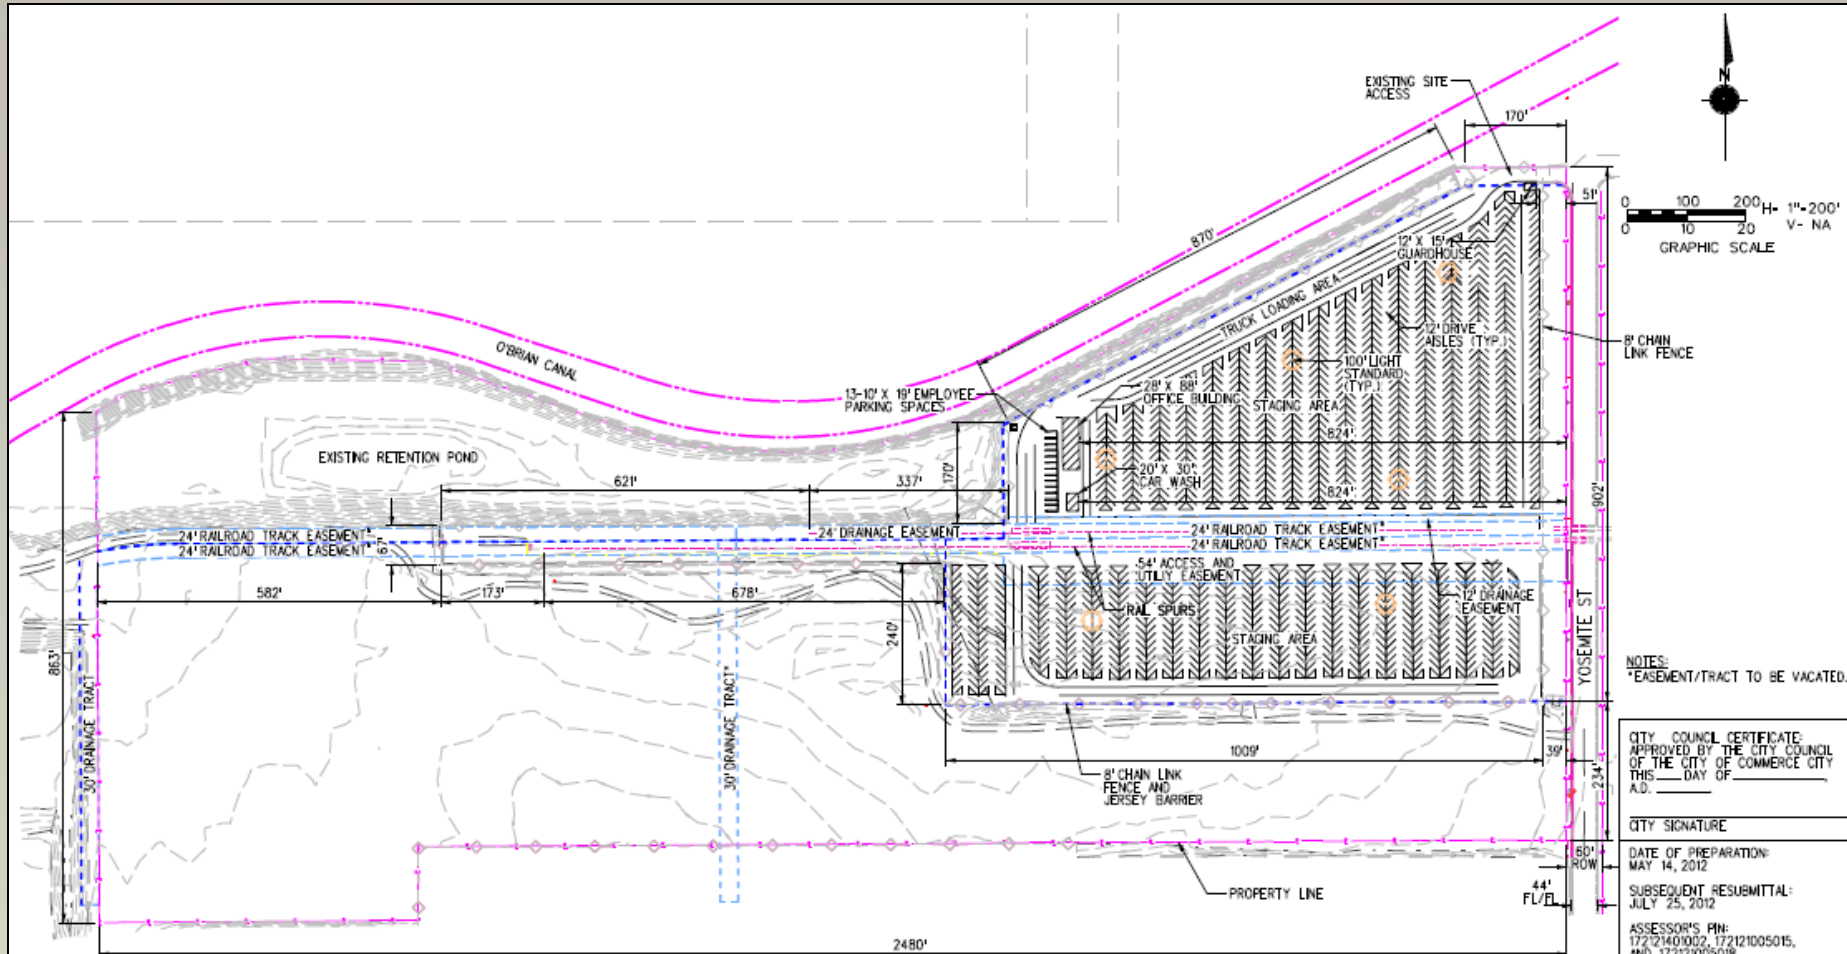 EXISTING SITE
ACCESS
170'
N
51'
0 100 200
H- 1"=200'
0 10 20
V- NA
GRAPHIC SCALE
870'
12' X 15'
GUARDHOUSE
TRUCK LOADING AREA
12' DRIVE
AISLES (TYP.)
8' CHAIN
LINK FENCE
O'BRIAN CANAL
100' LIGHT
STANDARD
(TYP.)
13-10' X 19' EMPLOYEE
PARKING SPACES
28' X 88'
OFFICE BUILDING
STAGING AREA
824'
EXISTING RETENTION POND
170'
20' X 30'
CAR WASH
621'
337'
824'
902'
24' RAILROAD TRACK EASEMENT*
24' RAILROAD TRACK EASEMENT*
67'
24' DRAINAGE EASEMENT
24' RAILROAD TRACK EASEMENT*
24' RAILROAD TRACK EASEMENT*
54' ACCESS AND
UTILIY EASEMENT
582'
173'
678'
RAIL SPURS
12' DRAINAGE
EASEMENT
240'
STAGING AREA
YOSEMITE ST
863'
30' DRAINAGE TRACT
30' DRAINAGE TRACT*
NOTES:
*EASEMENT/TRACT TO BE VACATED.
1009'
39'
234'
8' CHAIN LINK
FENCE AND
JERSEY BARRIER
CITY COUNCIL CERTIFICATE:
APPROVED BY THE CITY COUNCIL
OF THE CITY OF COMMERCE CITY
THIS ____ DAY OF ____________,
A.D. _______
CITY SIGNATURE
60'
ROW
DATE OF PREPARATION:
MAY 14, 2012
PROPERTY LINE
44'
FL/FL
SUBSEQUENT RESUBMITTAL:
JULY 25, 2012
2480'
ASSESSOR'S PIN:
172121401002, 172121005015,
AND 172121005018